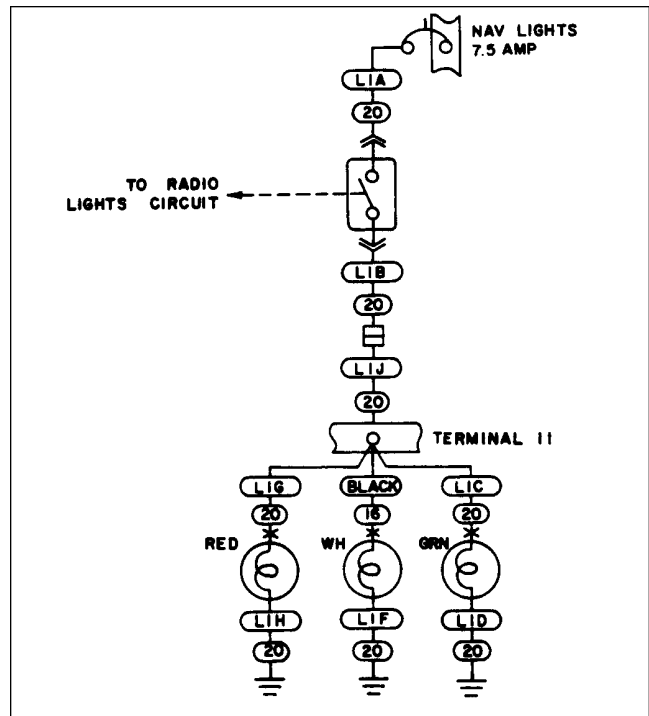 NAV LIGHTS
7.5 AMP
L1A
20
TO RADIO
LIGHTS CIRCUIT
L1B
20
L1J
20
TERMINAL 11
L1G
BLACK
L1C
20
16
20
RED
WH
GRN
L1H
L1F
L1D
20
20
20